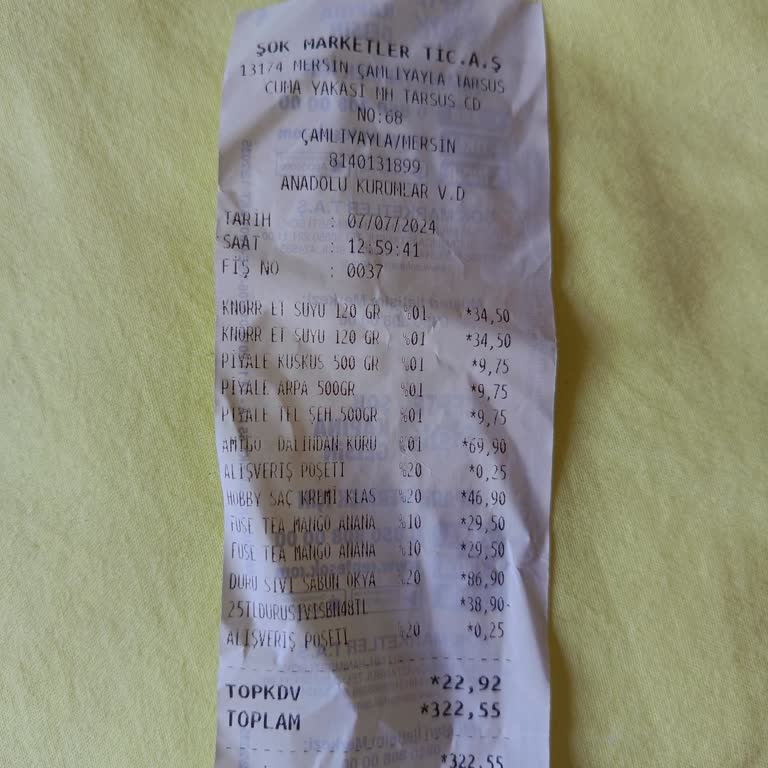 ŞOK MARKETLER TİC.A.Ş
13174 MERSİN ÇAMLIYAYLA TARSUS
CUMA YAKASI MH TARSUS CD
NO:68
ÇAMLIYAYLA/MERSİN
8140131899
ANADOLU KURUMLAR V.D
TARİH : 07/07/2024
SAAT : 12:59:41
FİŞ NO : 0037
KNORR ET SUYU 120 GR %01 *34,50
KNORR ET SUYU 120 GR %01 *34,50
PİYALE KUSKUS 500 GR %01 *9,75
PİYALE ARPA 500GR %01 *9,75
PİYALE TEL ŞEH.500GR %01 *9,75
AMIGO DALINDAN KURU %01 *69,90
ALIŞVERİŞ POŞETİ %20 *0,25
HOBBY SAÇ KREMİ KLAS %20 *46,90
FUSE TEA MANGO ANANA %10 *29,50
FUSE TEA MANGO ANANA %10 *29,50
DURU SIVI SABUN OKYA %20 *86,90
25TLDURUSIVISBN48TL *38,90-
ALIŞVERİŞ POŞETİ %20 *0,25
TOPKDV *22,92
TOPLAM *322,55
*322,55